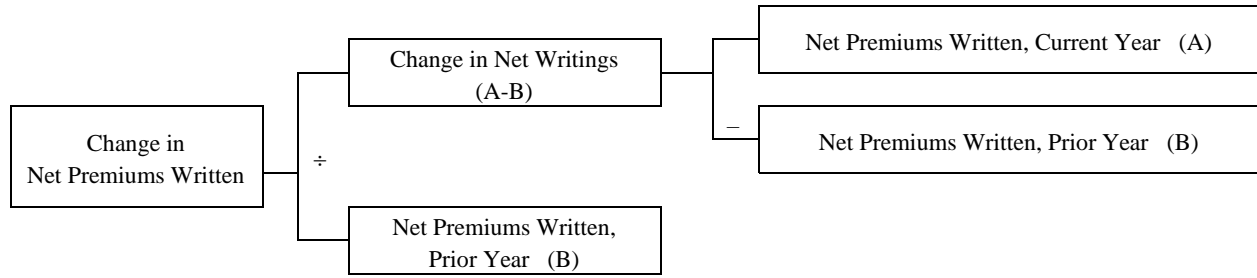 Change in
Net Premiums Written
÷
Change in Net Writings
(A-B)
Net Premiums Written,
Prior Year (B)
–
Net Premiums Written, Current Year (A)
Net Premiums Written, Prior Year (B)